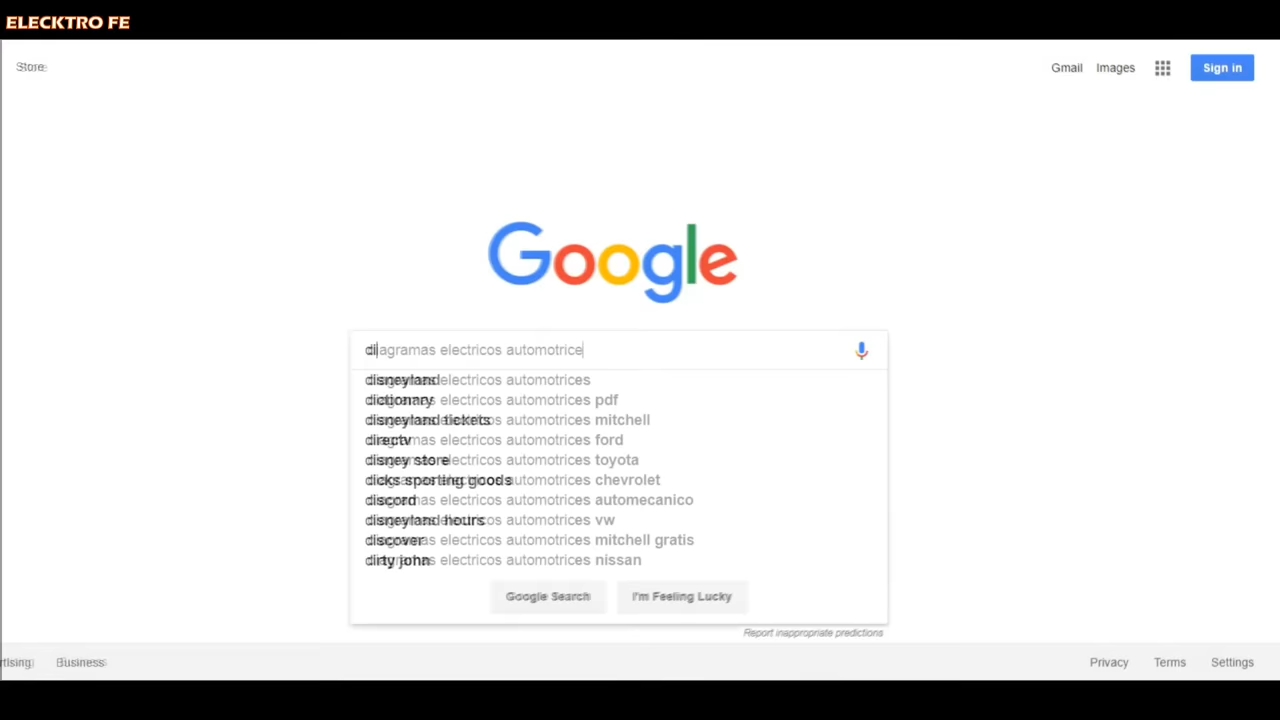 ELECKTRO FE
Store
Gmail Images Sign in
Google
diagramas electricos automotrice
disneyland electricos automotrices
dictionary electricos automotrices pdf
disneyland tickets electricos automotrices mitchell
directv electricos automotrices ford
disney store electricos automotrices toyota
dicks sporting goods automotrices chevrolet
discord electricos automotrices automecanico
disneyland hours electricos automotrices vw
discover electricos automotrices mitchell gratis
dirty john electricos automotrices nissan
Google Search I'm Feeling Lucky
Report inappropriate predictions
rtising Business Privacy Terms Settings